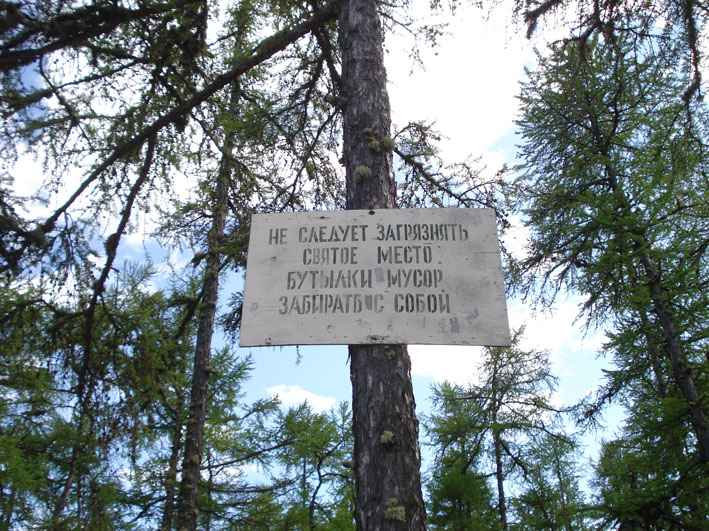 НЕ СЛЕДУЕТ ЗАГРЯЗНЯТЬ
СВЯТОЕ МЕСТО
БУТЫЛКИ МУСОР
ЗАБИРАТЬ С СОБОЙ